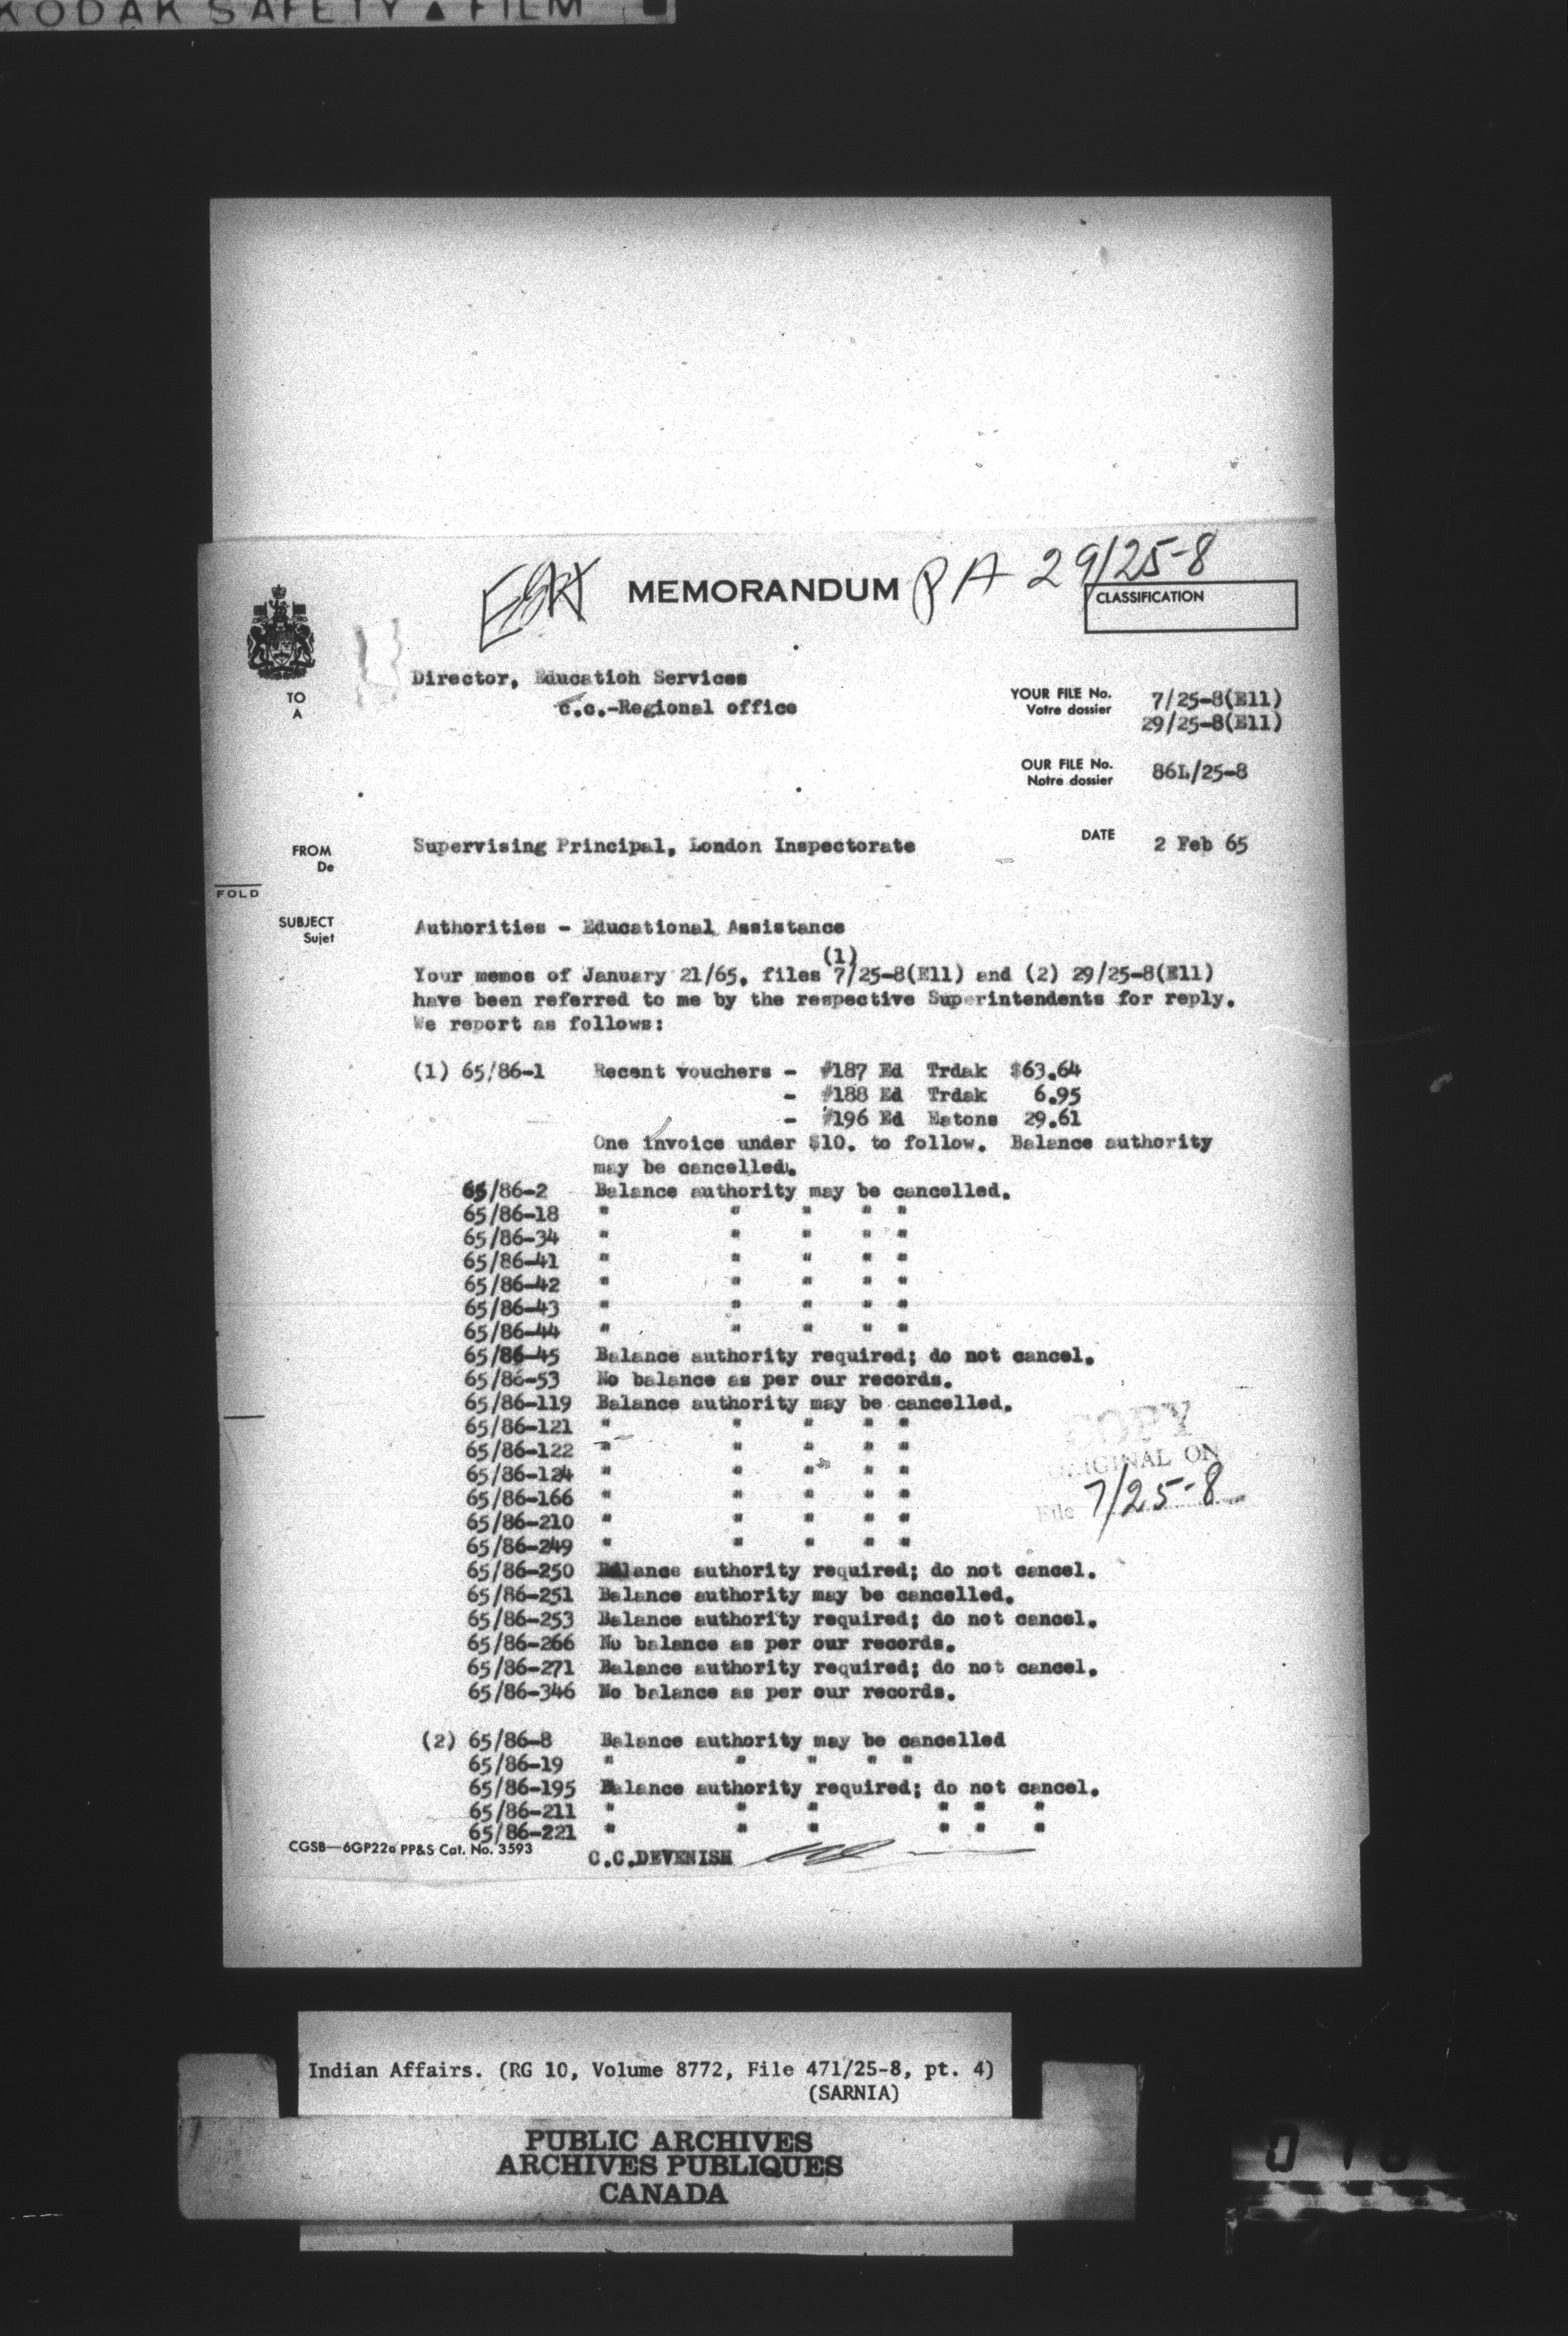 KODAK SAFETY ▲ FILM
MEMORANDUM PA 29/25-8
CLASSIFICATION
TO
A
Director, Education Services
c.c.-Regional office
YOUR FILE No. 7/25-8(E11)
Votre dossier 29/25-8(E11)
OUR FILE No. 86L/25-8
Notre dossier
FROM Supervising Principal, London Inspectorate
De
DATE 2 Feb 65
FOLD
SUBJECT Authorities - Educational Assistance
Sujet
(1)
Your memos of January 21/65, files 7/25-8(E11) and (2) 29/25-8(E11)
have been referred to me by the respective Superintendents for reply.
We report as follows:
(1) 65/86-1 Recent vouchers - #187 Ed Trdak $63.64
- #188 Ed Trdak 6.95
- #196 Ed Eatons 29.61
One invoice under $10. to follow. Balance authority
may be cancelled.
65/86-2 Balance authority may be cancelled.
65/86-18 " " " " "
65/86-34 " " " " "
65/86-41 " " " " "
65/86-42 " " " " "
65/86-43 " " " " "
65/86-44 " " " " "
65/86-45 Balance authority required; do not cancel.
65/86-53 No balance as per our records.
65/86-119 Balance authority may be cancelled.
65/86-121 " " " " "
65/86-122 " " " " "
65/86-124 " " " " "
65/86-166 " " " " "
65/86-210 " " " " "
65/86-249 " " " " "
COPY
ORIGINAL ON
File 7/25-8
65/86-250 Balance authority required; do not cancel.
65/86-251 Balance authority may be cancelled.
65/86-253 Balance authority required; do not cancel.
65/86-266 No balance as per our records.
65/86-271 Balance authority required; do not cancel.
65/86-346 No balance as per our records.
(2) 65/86-8 Balance authority may be cancelled
65/86-19 " " " " "
65/86-195 Balance authority required; do not cancel.
65/86-211 " " " " " "
65/86-221 " " " " " "
CGSB—6GP22a PP&S Cat. No. 3593
C.C.DEVENISH
Indian Affairs. (RG 10, Volume 8772, File 471/25-8, pt. 4)
(SARNIA)
PUBLIC ARCHIVES
ARCHIVES PUBLIQUES
CANADA